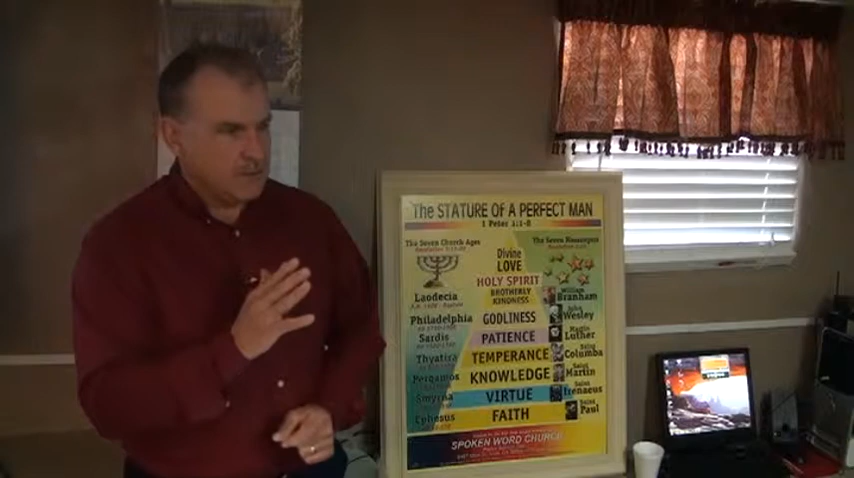 The STATURE OF A PERFECT MAN
The Seven Church Ages
The Seven Messengers
Divine
LOVE
HOLY SPIRIT
BROTHERLY
KINDNESS
Laodecia
William
Branham
Philadelphia
GODLINESS
John
Wesley
Sardis
PATIENCE
Martin
Luther
Thyatira
TEMPERANCE
Saint
Columba
Pergamos
KNOWLEDGE
Saint
Martin
Smyrna
VIRTUE
Saint
Irenaeus
Ephesus
FAITH
Saint
Paul
SPOKEN WORD CHURCH